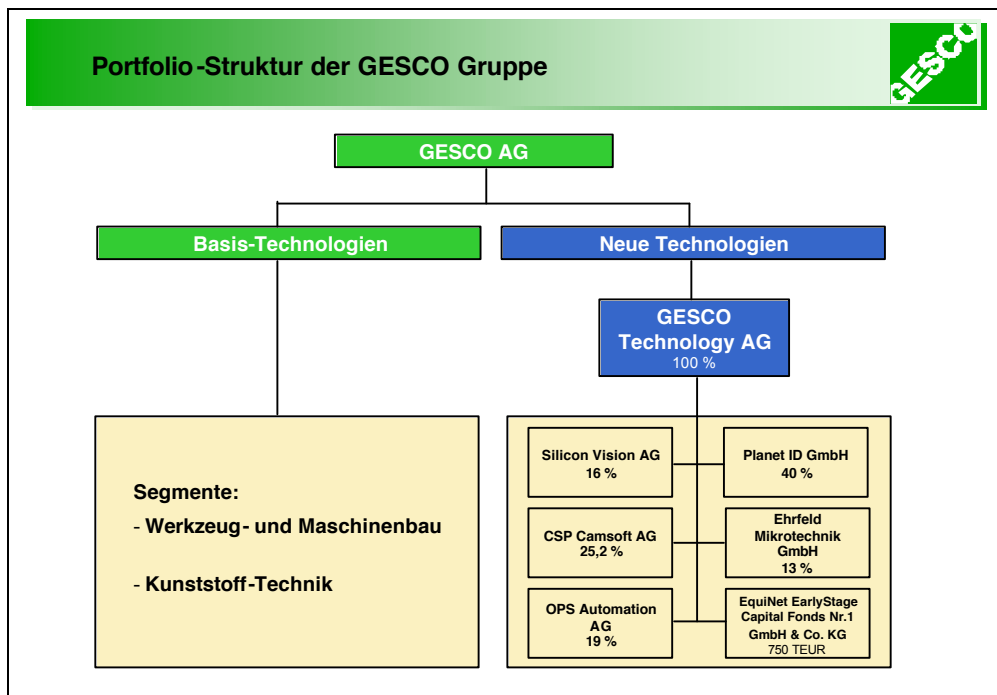 Portfolio-Struktur der GESCO Gruppe
GESCO
GESCO AG
Basis-Technologien
Neue Technologien
GESCO
Technology AG
100 %
Segmente:
- Werkzeug- und Maschinenbau
- Kunststoff-Technik
Silicon Vision AG
16 %
Planet ID GmbH
40 %
CSP Camsoft AG
25,2 %
Ehrfeld
Mikrotechnik
GmbH
13 %
OPS Automation
AG
19 %
EquiNet EarlyStage
Capital Fonds Nr.1
GmbH & Co. KG
750 TEUR